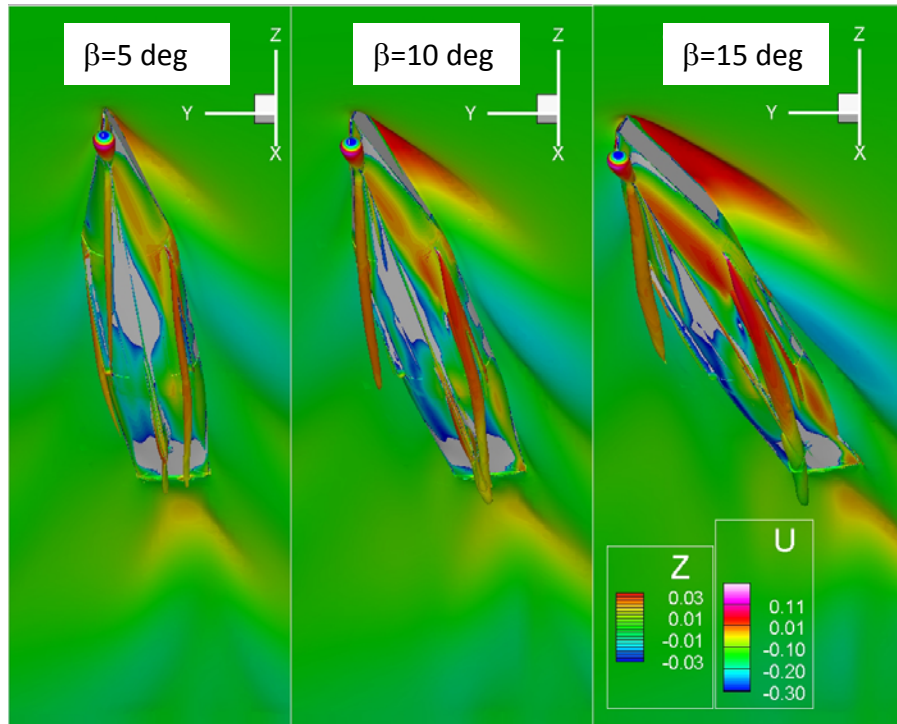 β=5 deg
Z
Y
X
β=10 deg
Z
Y
X
β=15 deg
Z
Y
X
Z
0.03
0.01
-0.01
-0.03
U
0.11
0.01
-0.10
-0.20
-0.30